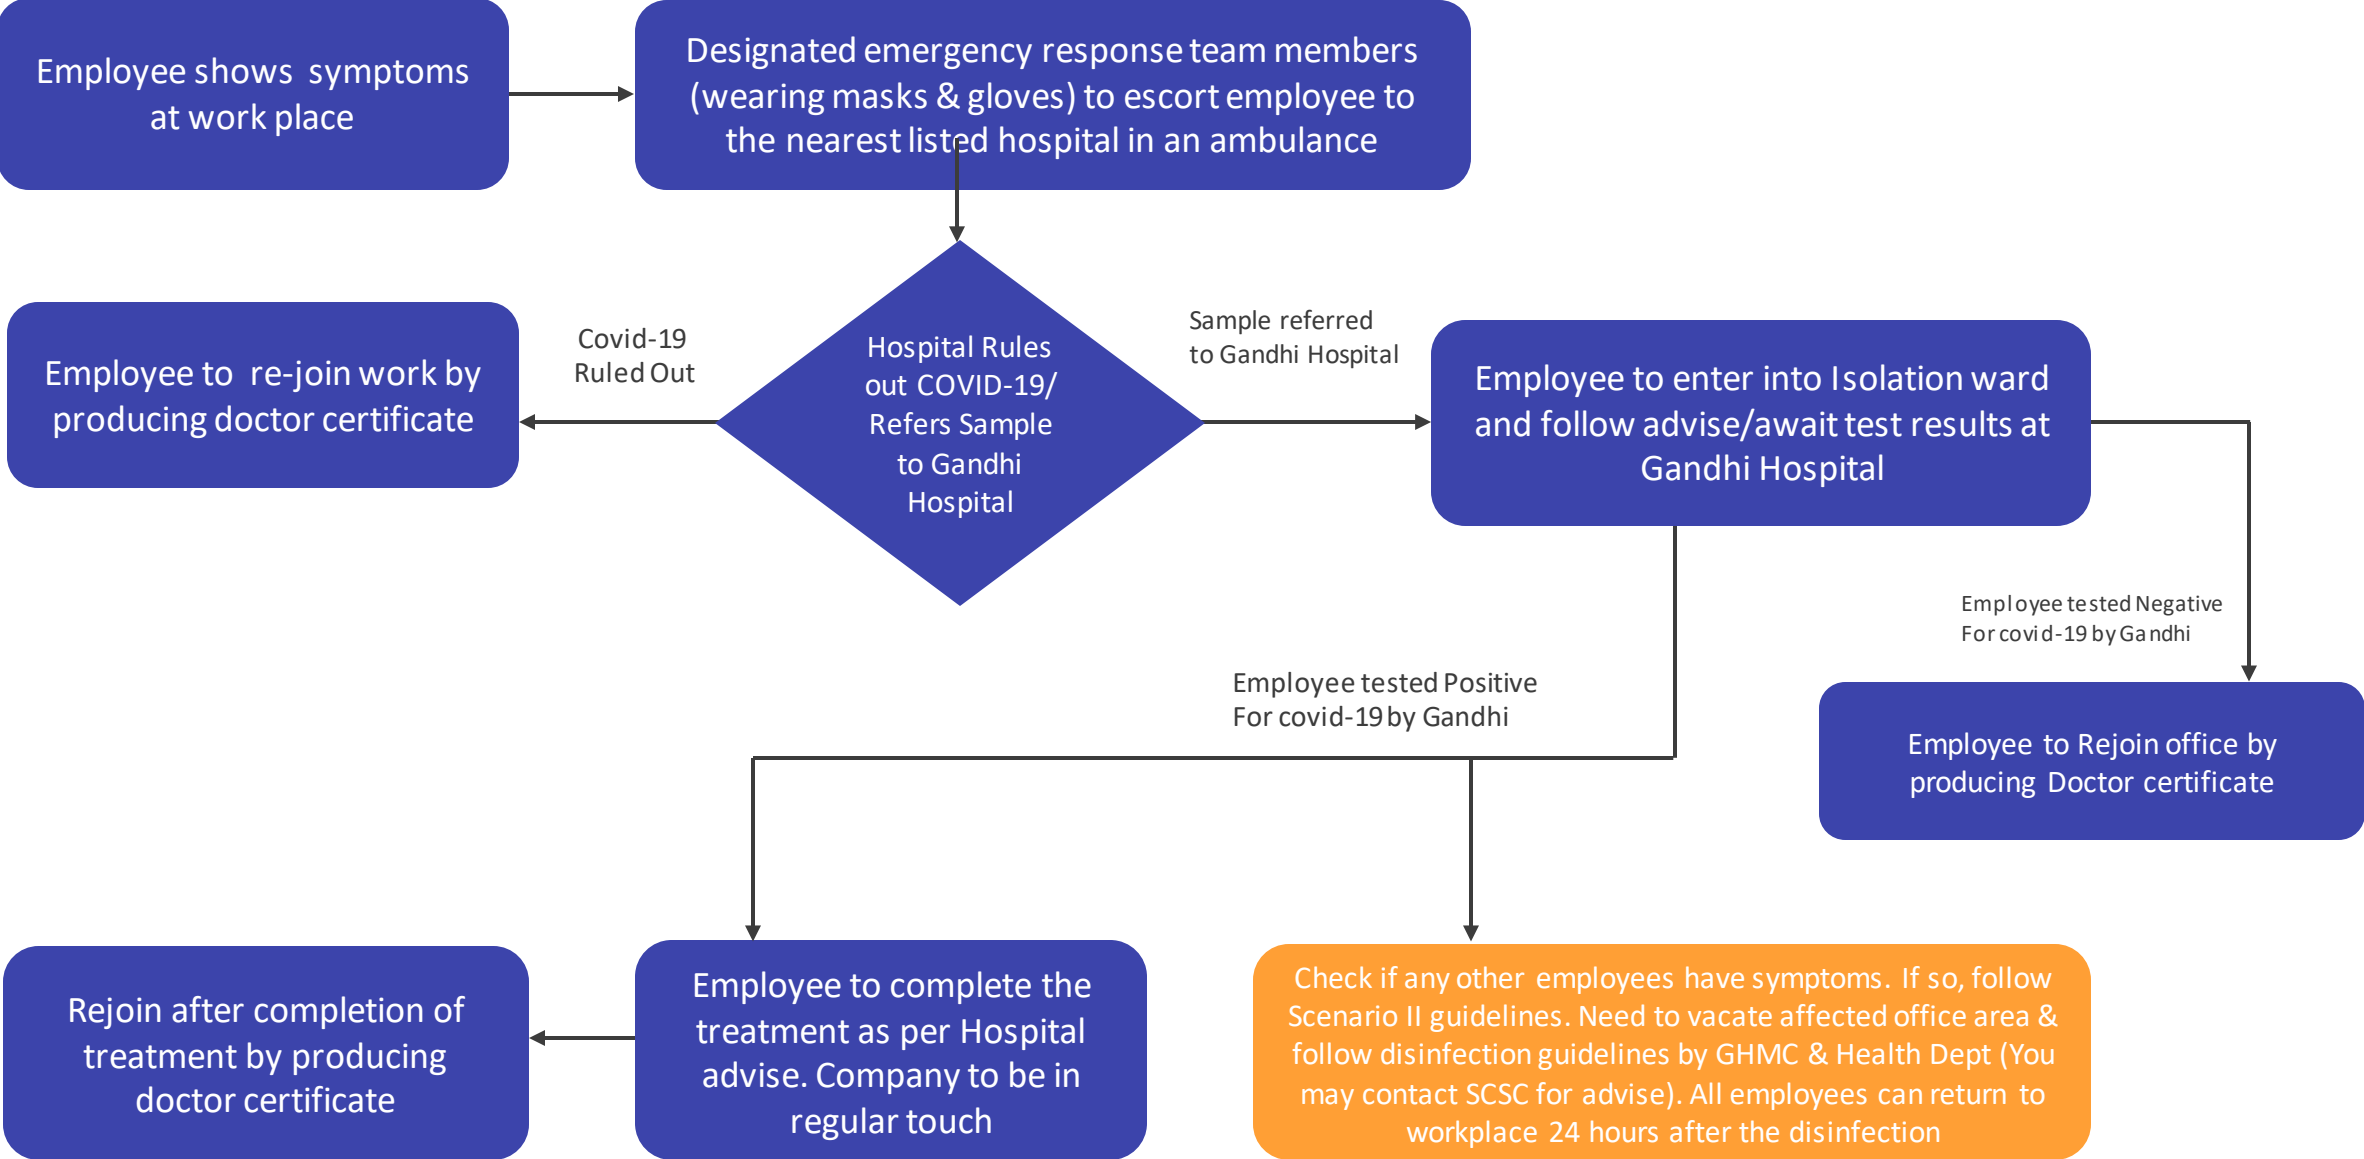 Employee shows symptoms
at work place
Designated emergency response team members
(wearing masks & gloves) to escort employee to
the nearest listed hospital in an ambulance
Employee to re-join work by
producing doctor certificate
Covid-19
Ruled Out
Hospital Rules
out COVID-19/
Refers Sample
to Gandhi
Hospital
Sample referred
to Gandhi Hospital
Employee to enter into Isolation ward
and follow advise/await test results at
Gandhi Hospital
Employee tested Negative
For covid-19 by Gandhi
Employee tested Positive
For covid-19 by Gandhi
Employee to Rejoin office by
producing Doctor certificate
Rejoin after completion of
treatment by producing
doctor certificate
Employee to complete the
treatment as per Hospital
advise. Company to be in
regular touch
Check if any other employees have symptoms. If so, follow
Scenario II guidelines. Need to vacate affected office area &
follow disinfection guidelines by GHMC & Health Dept (You
may contact SCSC for advise). All employees can return to
workplace 24 hours after the disinfection